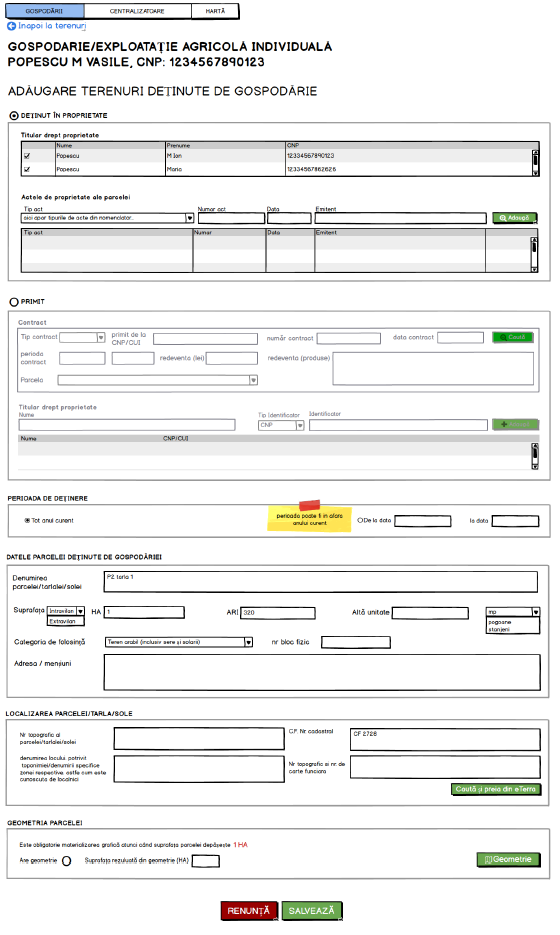 GOSPODĂRII
CENTRALIZATOARE
HARTĂ
Inapoi la terenuri
GOSPODARIE/EXPLOATAȚIE AGRICOLĂ INDIVIDUALĂ
POPESCU M VASILE, CNP: 1234567890123
ADĂUGARE TERENURI DEȚINUTE DE GOSPODĂRIE
DEȚINUT ÎN PROPRIETATE
Titular drept proprietate
Nume Prenume CNP
Popescu M Ion 12334567890123
Popescu Maria 12334567862626
Actele de proprietate ale parcelei
Tip act Numar act Data Emitent
aici apar tipurile de acte din nomenclator..
Adaugă
Tip act Numar Data Emitent
PRIMIT
Contract
Tip contract primit de la CNP/CUI număr contract data contract Caută
perioda contract redeventa (lei) redeventa (produse)
Parcela
Titular drept proprietate
Nume Tip Identificator Identificator
CNP
Nume CNP/CUI
PERIOADA DE DEȚINERE
Tot anul curent
perioada poate fi in afara
anului curent
De la data la data
DATELE PARCELEI DEȚINUTE DE GOSPODĂRIEI
Denumirea
parcelei/tarlalei/solei
P2 tarla 1
Suprafața Intravilan HA 1 ARI 320 Altă unitate mp
Extravilan
pogoane
stanjeni
Categoria de folosință Teren arabil (inclusiv sere și solarii) nr bloc fizic
Adresa / mențiuni
LOCALIZAREA PARCELEI/TARLA/SOLE
Nr topografic al
parcelei/tarlalei/solei
C.F. Nr cadastral
CF 2728
denumirea locului, potrivit
toponimiei/denumirii specifice
zonei respective, astfe cum este
cunoscuta de localnici
Nr topografic si nr de
carte funciara
Caută și preia din eTerra
GEOMETRIA PARCELEI
Este obligatorie materializarea grafică atunci când suprafata parcelei depășește 1 HA
Are geometrie Suprafața rezultată din geometrie (HA)
Geometrie
RENUNȚĂ
SALVEAZĂ